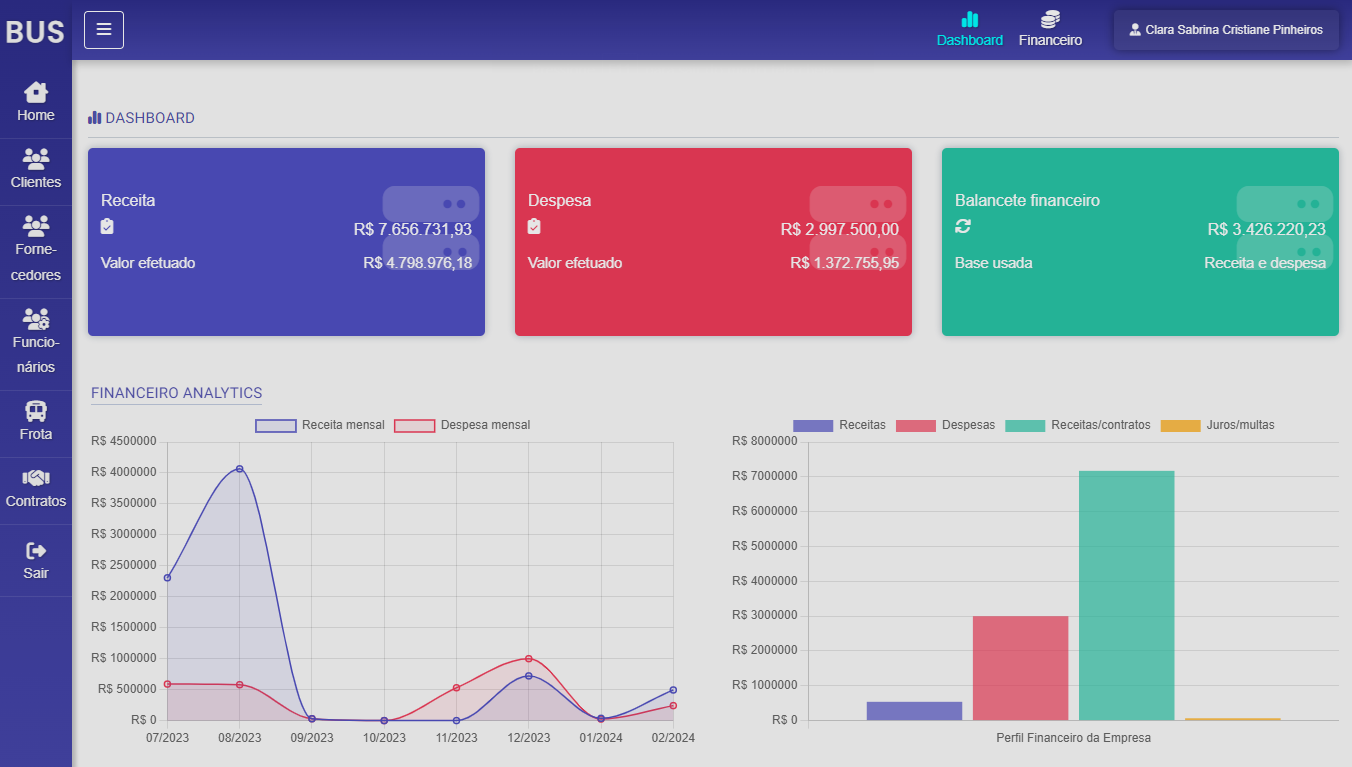 BUS
Dashboard
Financeiro
Clara Sabrina Cristiane Pinheiros
Home
Clientes
Forne-
cedores
Funcio-
nários
Frota
Contratos
Sair
DASHBOARD
Receita
R$ 7.656.731,93
Valor efetuado
R$ 4.798.976,18
Despesa
R$ 2.997.500,00
Valor efetuado
R$ 1.372.755,95
Balancete financeiro
R$ 3.426.220,23
Base usada
Receita e despesa
FINANCEIRO ANALYTICS
Receita mensal
Despesa mensal
R$ 4500000
R$ 4000000
R$ 3500000
R$ 3000000
R$ 2500000
R$ 2000000
R$ 1500000
R$ 1000000
R$ 500000
R$ 0
07/2023
08/2023
09/2023
10/2023
11/2023
12/2023
01/2024
02/2024
Receitas
Despesas
Receitas/contratos
Juros/multas
R$ 8000000
R$ 7000000
R$ 6000000
R$ 5000000
R$ 4000000
R$ 3000000
R$ 2000000
R$ 1000000
R$ 0
Perfil Financeiro da Empresa